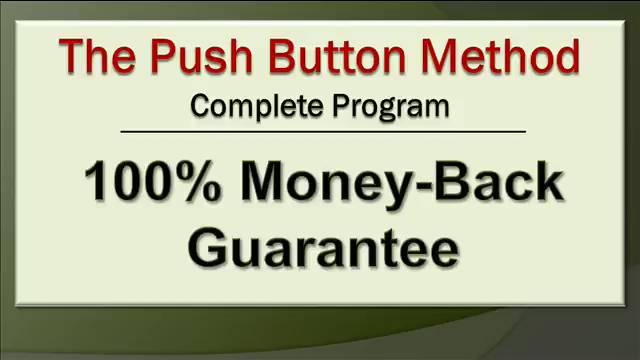 The Push Button Method
Complete Program
100% Money-Back
Guarantee